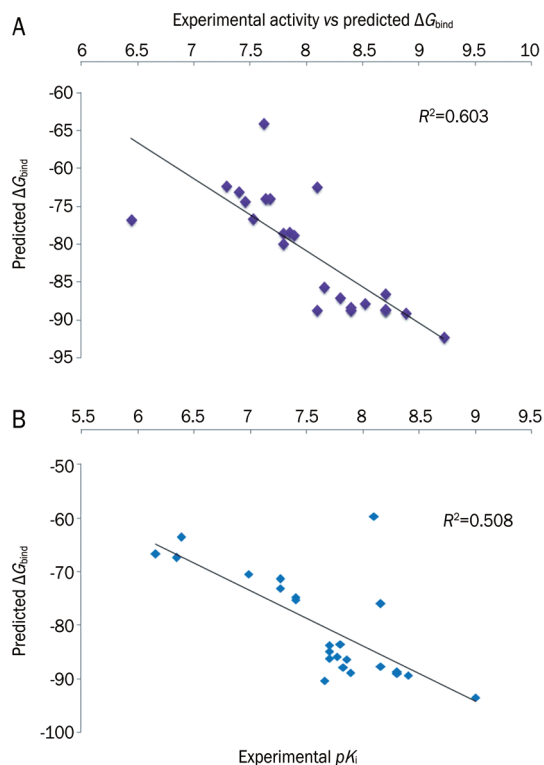 Experimental activity vs predicted ΔGbind
A
6 6.5 7 7.5 8 8.5 9 9.5 10
-60
R²=0.603
-65
-70
-75
-80
-85
-90
-95
Predicted ΔGbind
B
5.5 6 6.5 7 7.5 8 8.5 9 9.5
-50
R²=0.508
-60
-70
-80
-90
-100
Predicted ΔGbind
Experimental pKi